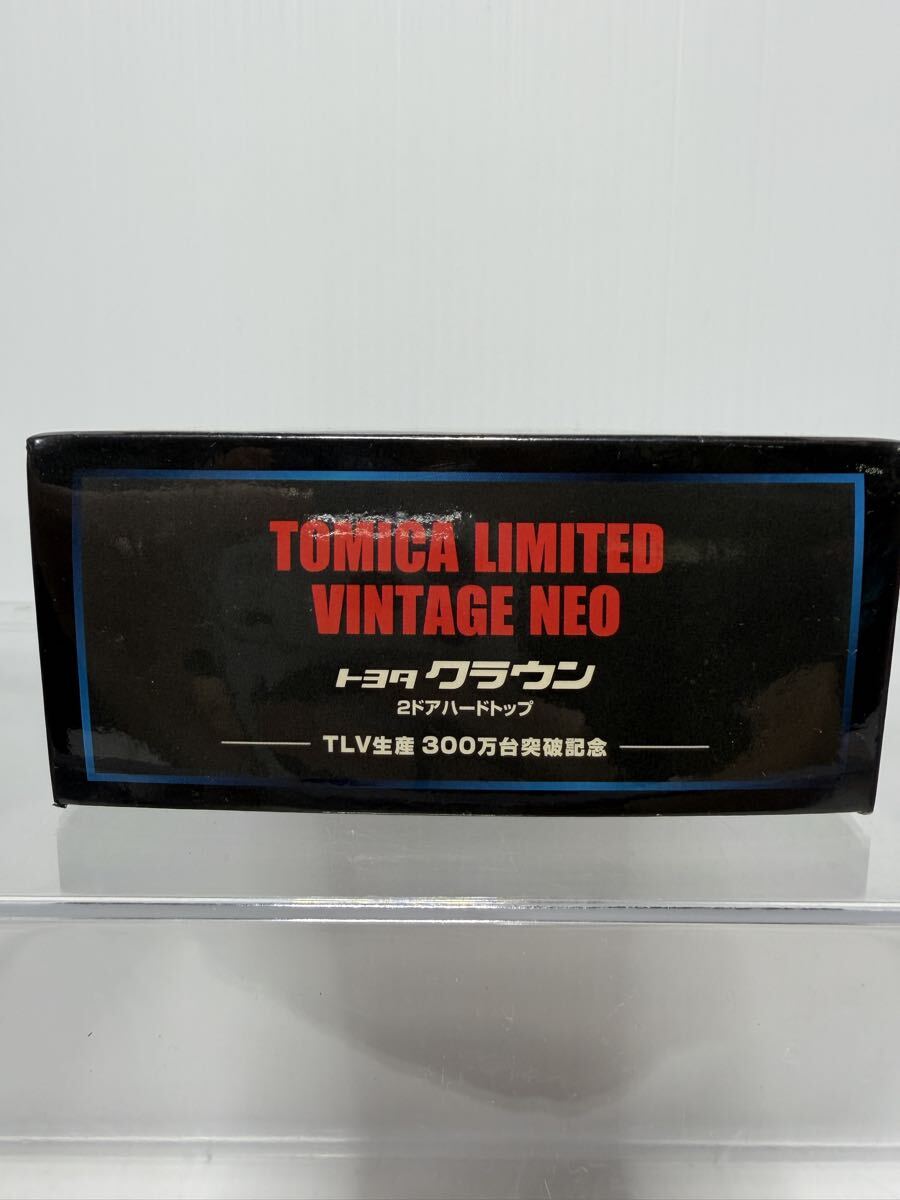 TOMICA LIMITED
VINTAGE NEO
トヨタ クラウン
2ドアハードトップ
TLV生産 300万台突破記念